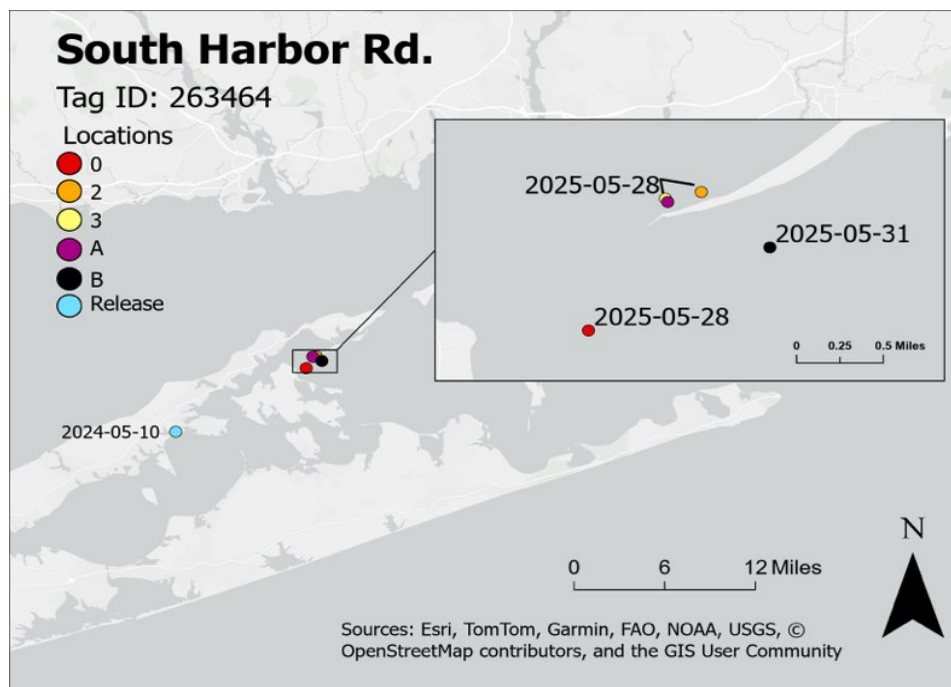 South Harbor Rd.
Tag ID: 263464
Locations
0
2
3
A
B
Release
2025-05-28
2025-05-31
2025-05-28
0 0.25 0.5 Miles
2024-05-10
N
0 6 12 Miles
Sources: Esri, TomTom, Garmin, FAO, NOAA, USGS, ©
OpenStreetMap contributors, and the GIS User Community